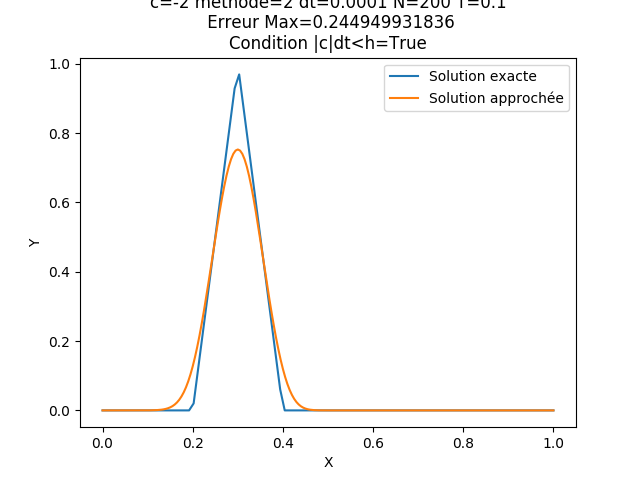 c=-2 methode=2 dt=0.0001 N=200 T=0.1
Erreur Max=0.244949931836
Condition |c|dt<h=True
Solution exacte
Solution approchée
1.0
0.8
0.6
0.4
0.2
0.0
Y
0.0 0.2 0.4 0.6 0.8 1.0
X